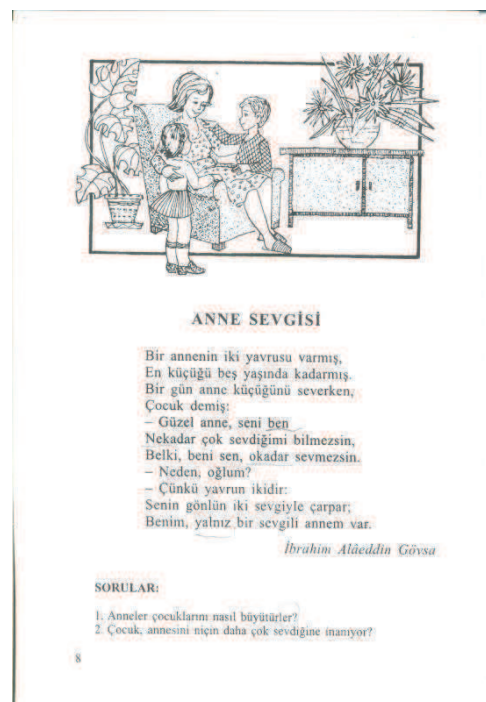 ANNE SEVGİSİ
Bir annenin iki yavrusu varmış,
En küçüğü beş yaşında kadarmış.
Bir gün anne küçüğünü severken,
Çocuk demiş:
– Güzel anne, seni ben
Nekadar çok sevdiğimi bilmezsin,
Belki, beni sen, okadar sevmezsin.
– Neden, oğlum?
– Çünkü yavrun ikidir:
Senin gönlün iki sevgiyle çarpar;
Benim, yalnız bir sevgili annem var.
İbrahim Alâeddin Gövsa
SORULAR:
1. Anneler çocuklarını nasıl büyütürler?
2. Çocuk, annesini niçin daha çok sevdiğine inanıyor?
8